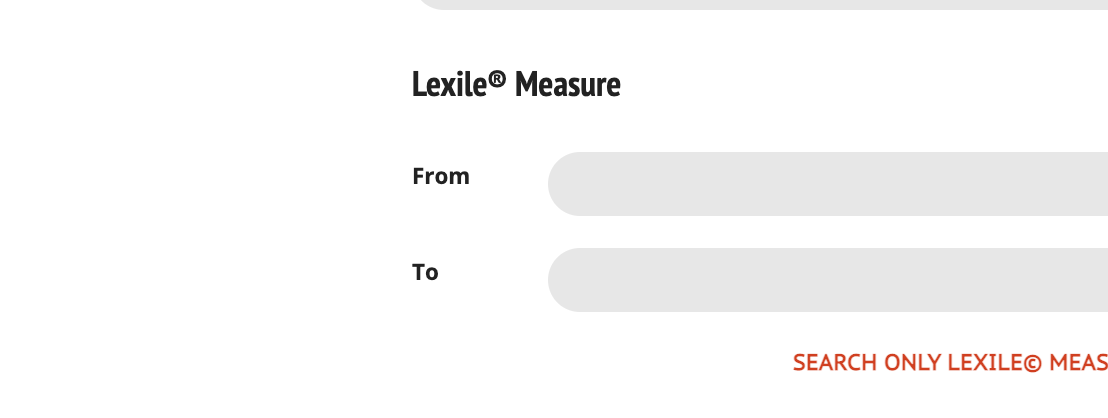 Lexile® Measure
From
To
SEARCH ONLY LEXILE© MEAS